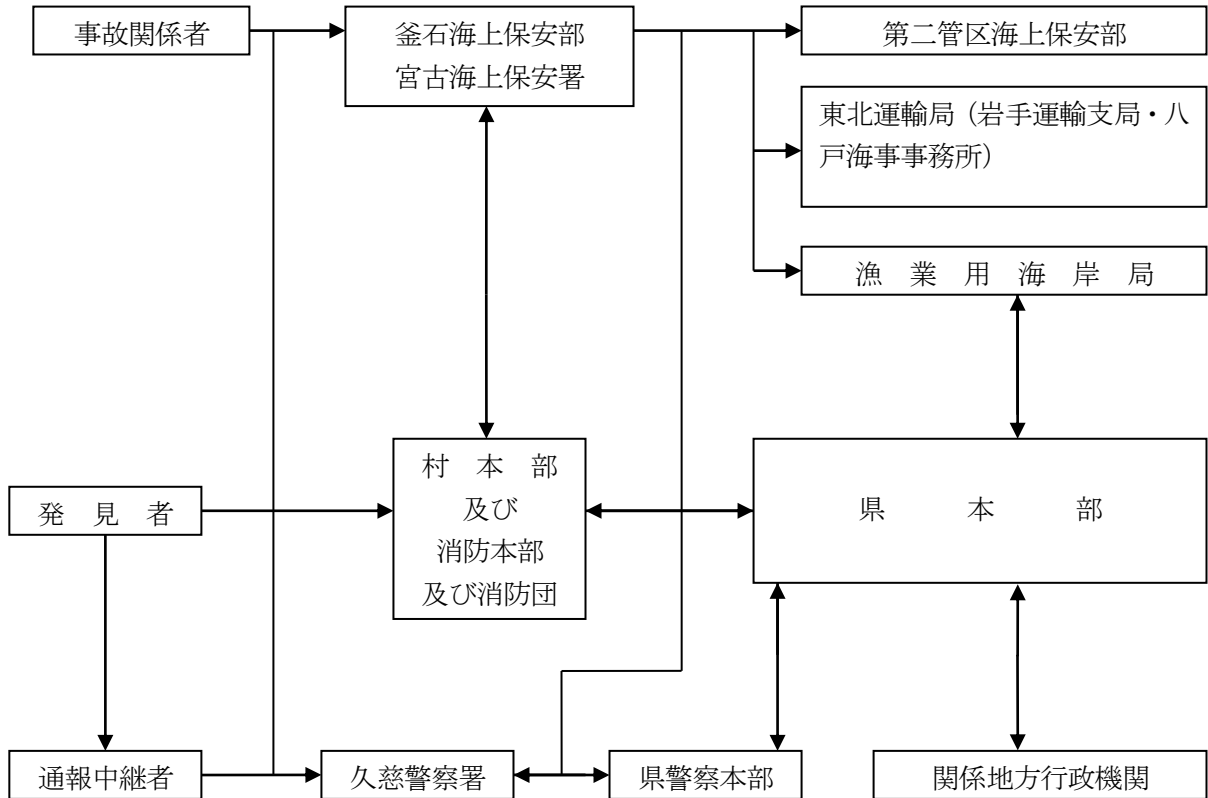 事故関係者
釜石海上保安部
宮古海上保安署
第二管区海上保安部
東北運輸局(岩手運輸支局・八
戸海事事務所)
漁業用海岸局
村本部
及び
消防本部
及び消防団
発見者
県本部
通報中継者
久慈警察署
県警察本部
関係地方行政機関